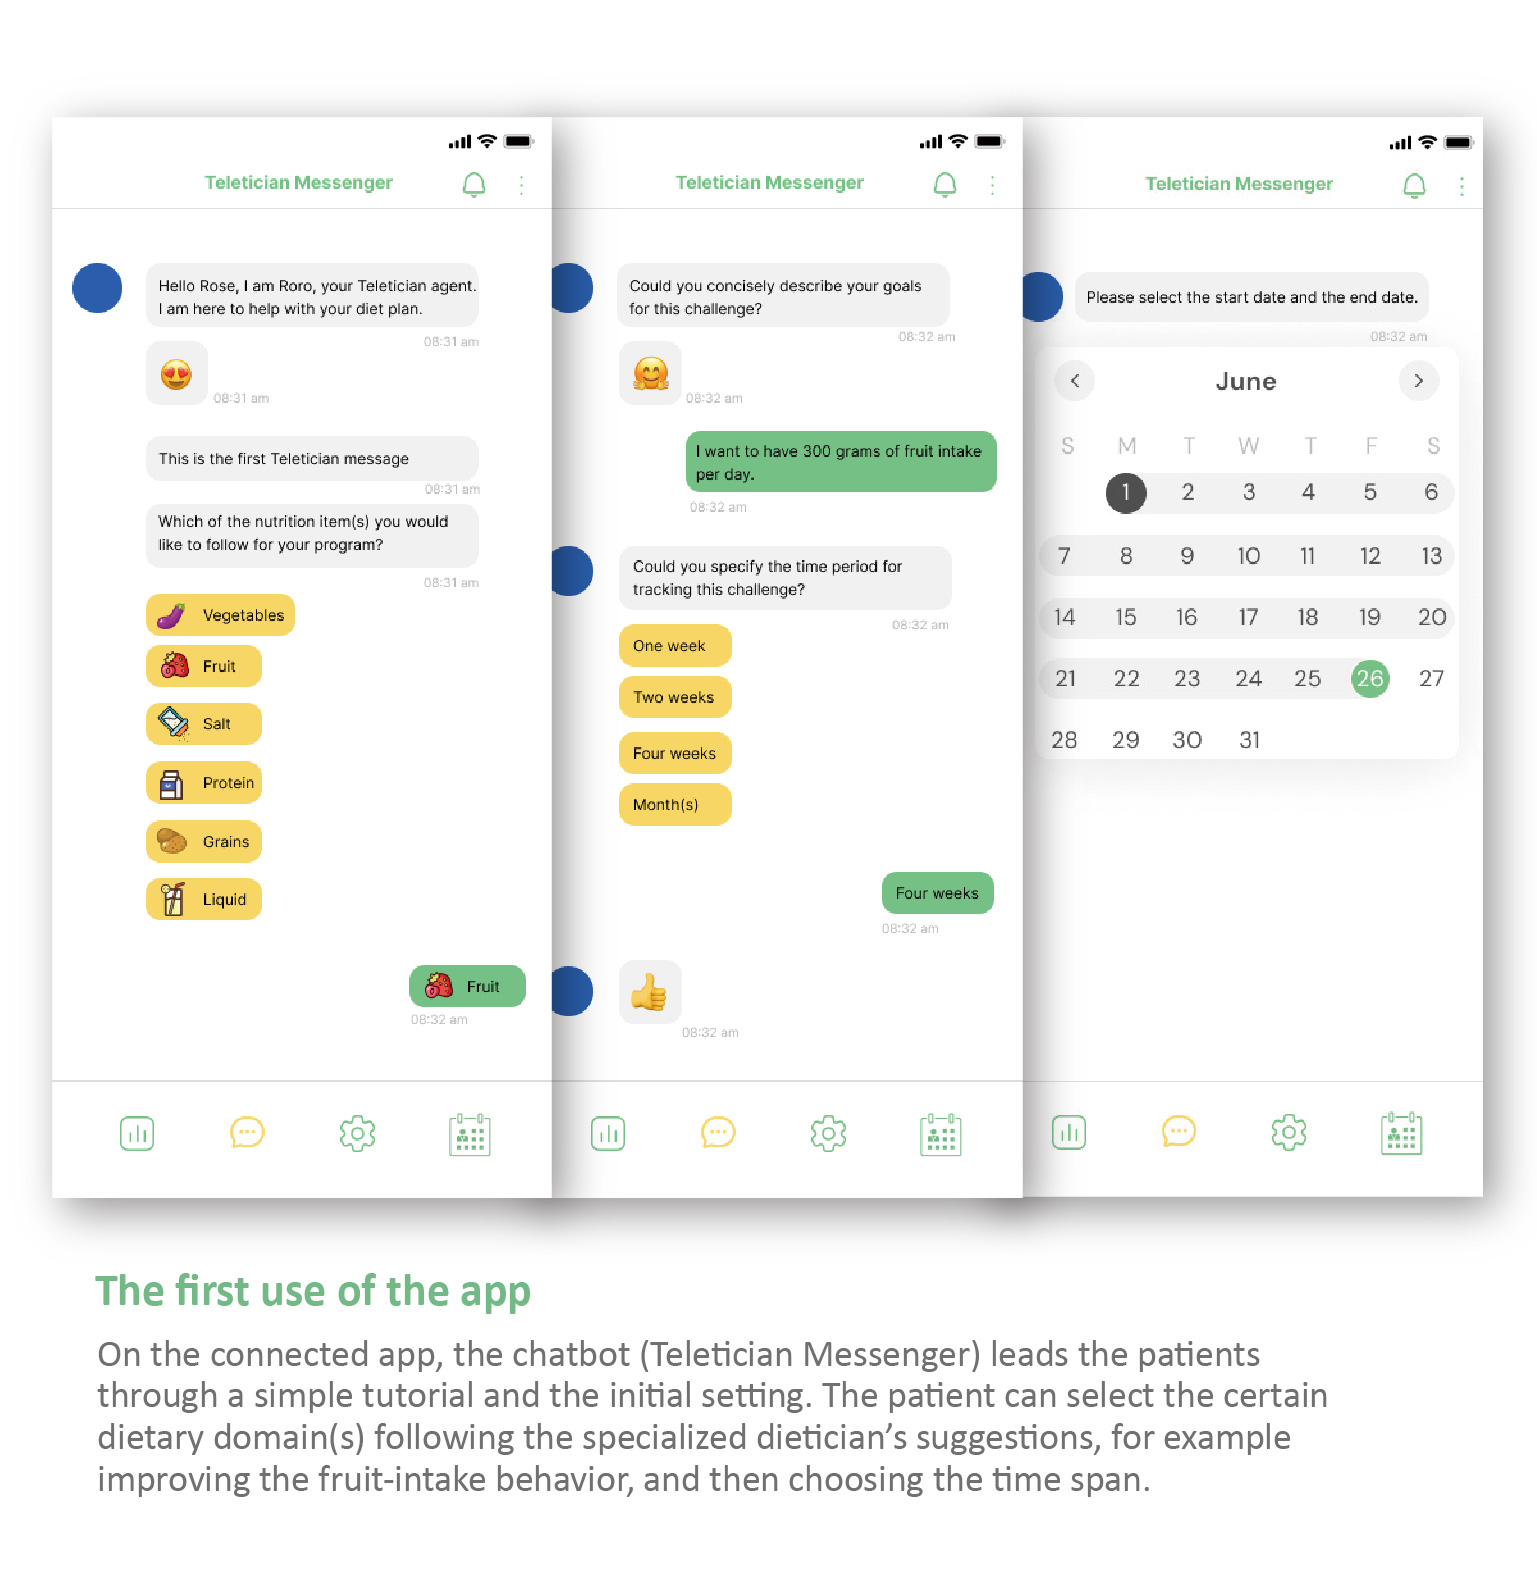 Teletician Messenger
Hello Rose, I am Roro, your Teletician agent.
I am here to help with your diet plan.
08:31 am
08:31 am
This is the first Teletician message
08:31 am
Which of the nutrition item(s) you would
like to follow for your program?
08:31 am
Vegetables
Fruit
Salt
Protein
Grains
Liquid
Fruit
08:32 am
Teletician Messenger
Could you concisely describe your goals
for this challenge?
08:32 am
08:32 am
I want to have 300 grams of fruit intake
per day.
08:32 am
Could you specify the time period for
tracking this challenge?
08:32 am
One week
Two weeks
Four weeks
Month(s)
Four weeks
08:32 am
08:32 am
Teletician Messenger
Please select the start date and the end date.
08:32 am
June
S M T W T F S
1 2 3 4 5 6
7 8 9 10 11 12 13
14 15 16 17 18 19 20
21 22 23 24 25 26 27
28 29 30 31
The first use of the app
On the connected app, the chatbot (Teletician Messenger) leads the patients
through a simple tutorial and the initial setting. The patient can select the certain
dietary domain(s) following the specialized dietician’s suggestions, for example
improving the fruit-intake behavior, and then choosing the time span.